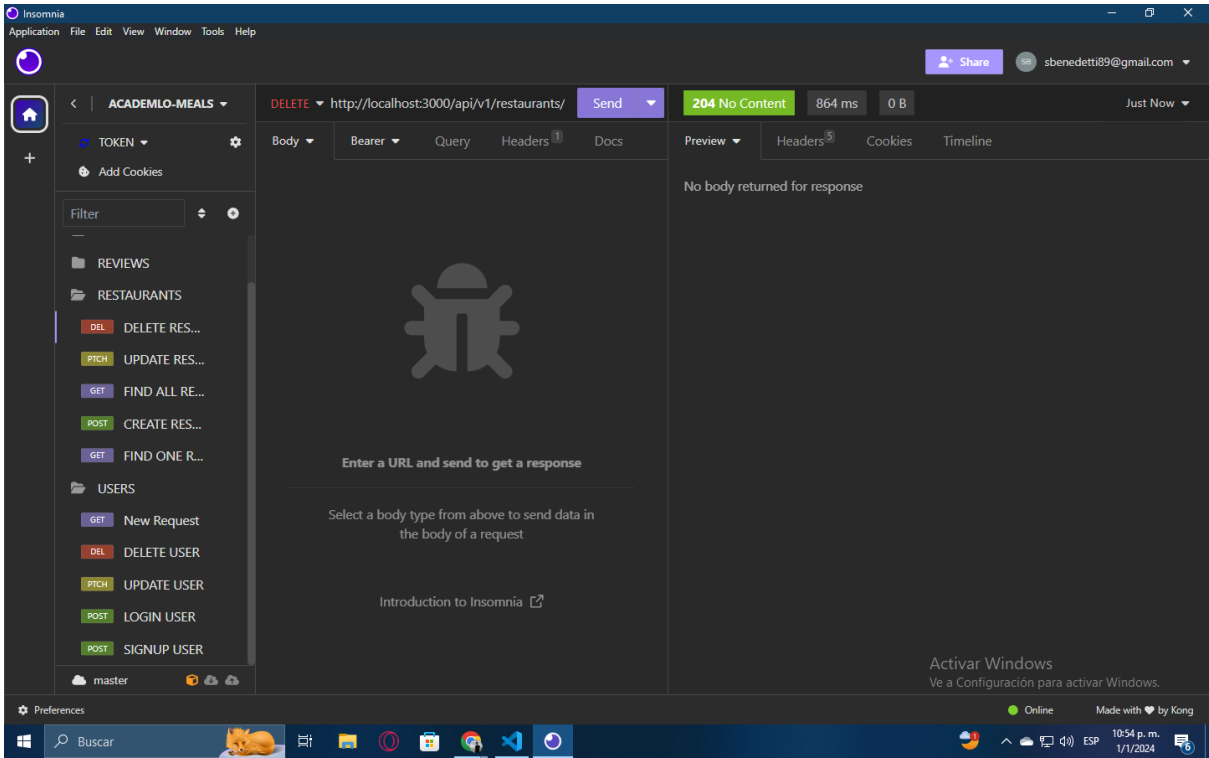 Insomnia
Application File Edit View Window Tools Help
Share
SB
sbenedetti89@gmail.com
ACADEMLO-MEALS
DELETE http://localhost:3000/api/v1/restaurants/ Send
204 No Content 864 ms 0 B Just Now
TOKEN
Body Bearer Query Headers 1 Docs
Preview Headers 5 Cookies Timeline
Add Cookies
No body returned for response
Filter
REVIEWS
RESTAURANTS
DEL DELETE RES...
PTCH UPDATE RES...
GET FIND ALL RE...
POST CREATE RES...
GET FIND ONE R...
USERS
GET New Request
DEL DELETE USER
PTCH UPDATE USER
POST LOGIN USER
POST SIGNUP USER
Enter a URL and send to get a response
Select a body type from above to send data in
the body of a request
Introduction to Insomnia
Activar Windows
Ve a Configuración para activar Windows.
master
Preferences
Online Made with ♥ by Kong
Buscar
1
ESP
10:54 p. m.
1/1/2024
6